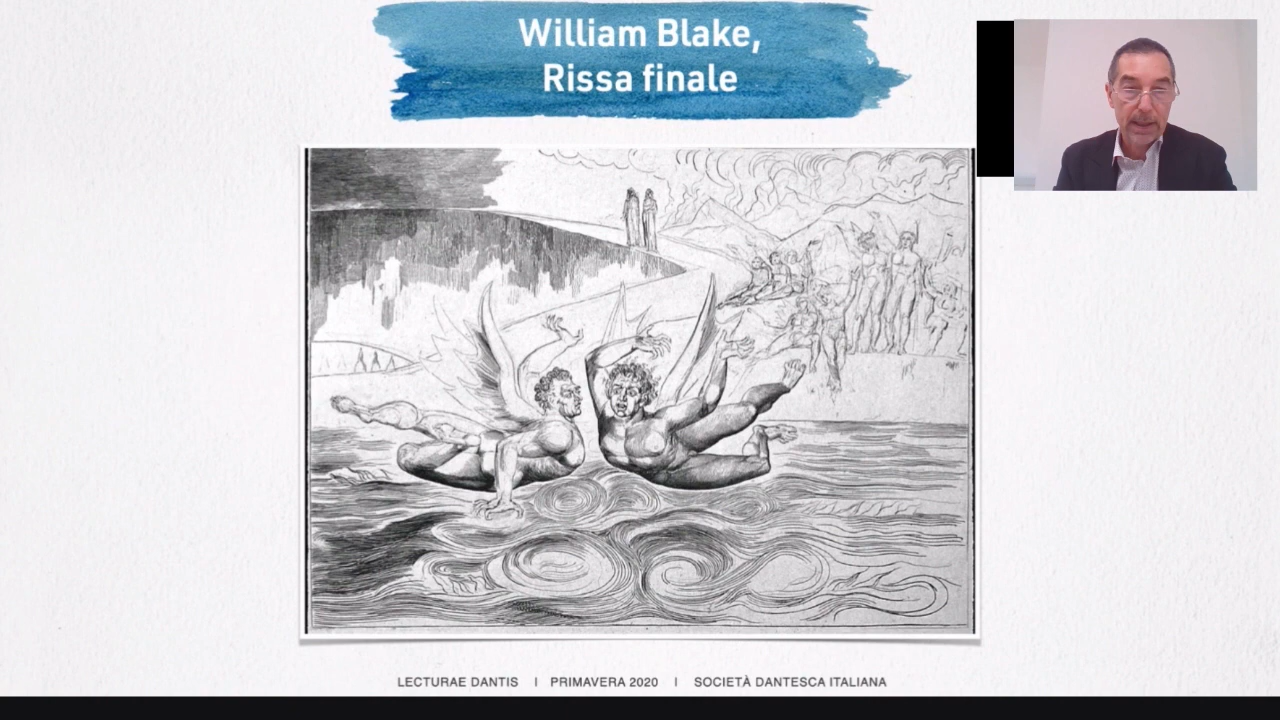 William Blake,
Rissa finale
LECTURAE DANTIS | PRIMAVERA 2020 | SOCIETÀ DANTESCA ITALIANA